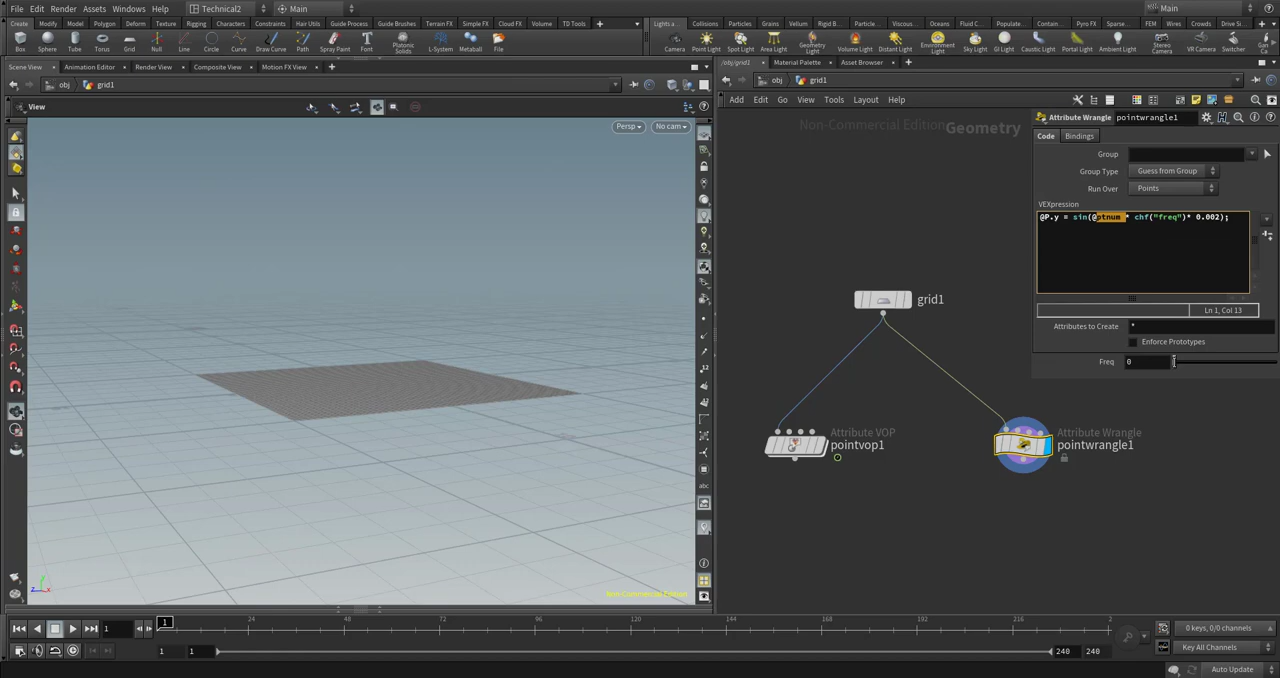 File Edit Render Assets Windows Help Technical2 Main Main
Create Modify Model Polygon Deform Texture Rigging Characters Constraints Hair Utils Guide Process Guide Brushes Terrain FX Simple FX Cloud FX Volume TD Tools
Lights a Collisions Particles Grains Vellum Rigid B Particle Viscous Oceans Fluid C Populate Contain Pyro FX Sparse Pyr FEM Wires Crowds Drive Si
Box Sphere Tube Torus Grid Null Line Circle Curve Draw Curve Path Spray Paint Font Platonic Solids L-System Metaball File
Camera Point Light Spot Light Area Light Geometry Light Volume Light Distant Light Environment Light Sky Light GI Light Caustic Light Portal Light Ambient Light Stereo Camera VR Camera Switcher
Scene View Animation Editor Render View Composite View Motion FX View
/obj/grid1 Material Palette Asset Browser
obj grid1
obj grid1
View
Persp No cam
Add Edit Go View Tools Layout Help
Non-Commercial Edition
Geometry
Attribute Wrangle pointwrangle1
Code Bindings
Group
Group Type Guess from Group
Run Over Points
VEXpression
@P.y = sin(@ptnum * chf("freq")* 0.002);
Ln 1, Col 13
Attributes to Create *
Enforce Prototypes
Freq 0
grid1
Attribute VOP
pointvop1
Attribute Wrangle
pointwrangle1
abc
Non-Commercial Edition
1 1 24 48 72 96 120 144 168 192 216 2
0 keys, 0/0 channels
1 1 240 240
Key All Channels
Auto Update